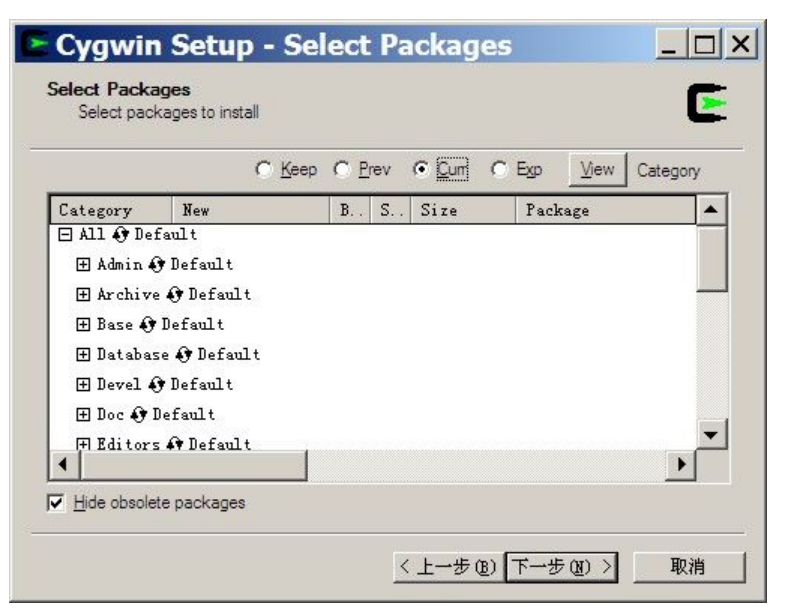 Cygwin Setup - Select Packages
Select Packages
Select packages to install
Keep Prev Curr Exp View Category
Category New B.. S.. Size Package
All Default
Admin Default
Archive Default
Base Default
Database Default
Devel Default
Doc Default
Editors Default
Hide obsolete packages
< 上一步(B) 下一步(N) > 取消